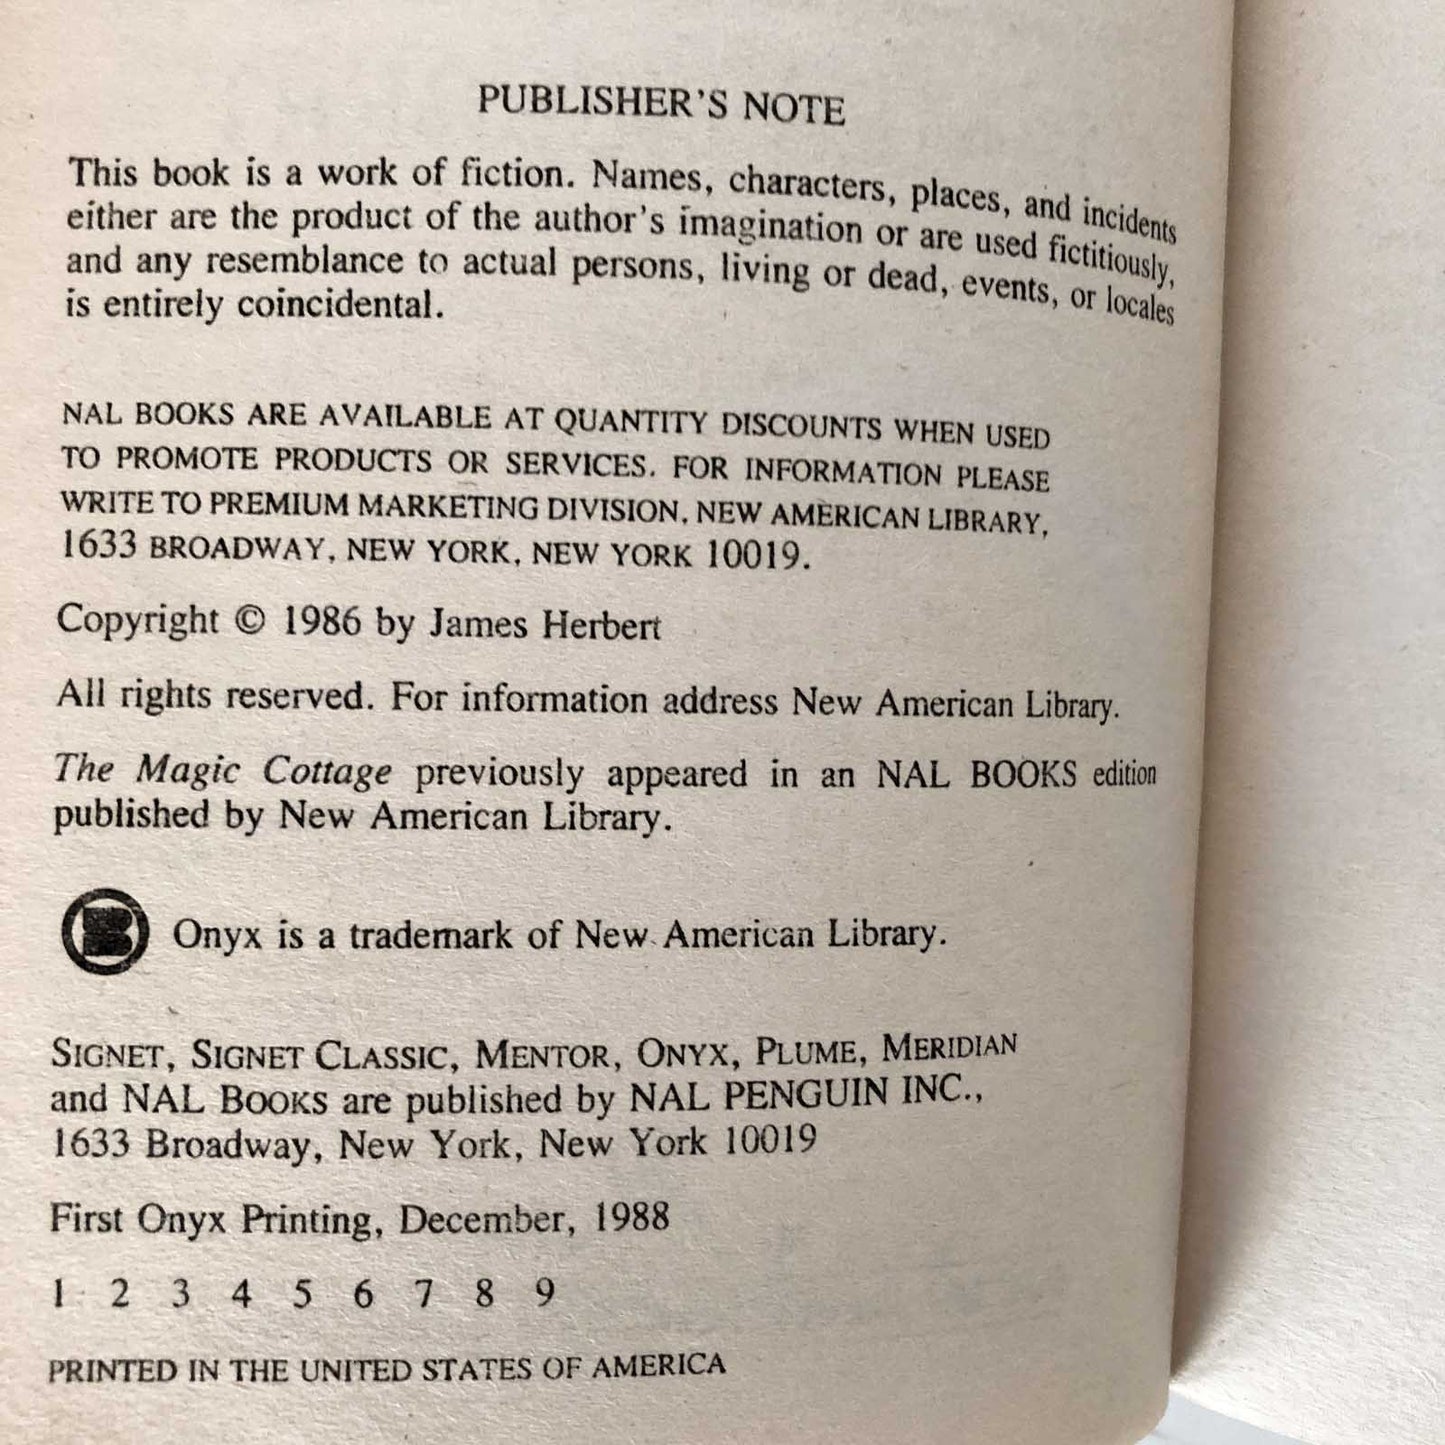 PUBLISHER'S NOTE
This book is a work of fiction. Names, characters, places, and incidents
either are the product of the author's imagination or are used fictitiously,
and any resemblance to actual persons, living or dead, events, or locales
is entirely coincidental.
NAL BOOKS ARE AVAILABLE AT QUANTITY DISCOUNTS WHEN USED
TO PROMOTE PRODUCTS OR SERVICES. FOR INFORMATION PLEASE
WRITE TO PREMIUM MARKETING DIVISION, NEW AMERICAN LIBRARY,
1633 BROADWAY, NEW YORK, NEW YORK 10019.
Copyright © 1986 by James Herbert
All rights reserved. For information address New American Library.
The Magic Cottage previously appeared in an NAL BOOKS edition
published by New American Library.
Onyx is a trademark of New American Library.
SIGNET, SIGNET CLASSIC, MENTOR, ONYX, PLUME, MERIDIAN
and NAL BOOKS are published by NAL PENGUIN INC.,
1633 Broadway, New York, New York 10019
First Onyx Printing, December, 1988
1 2 3 4 5 6 7 8 9
PRINTED IN THE UNITED STATES OF AMERICA